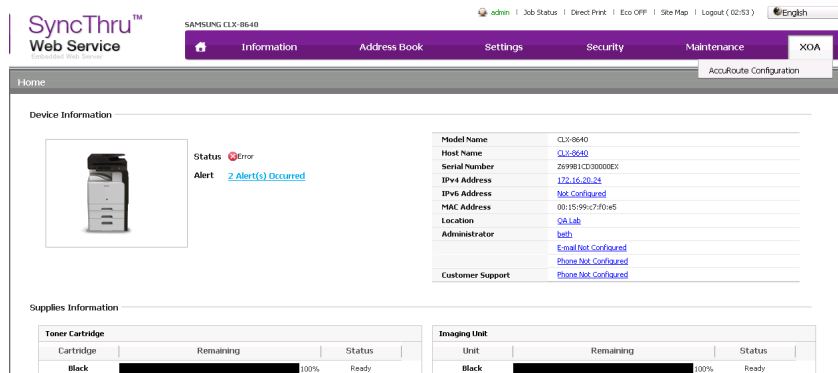 SyncThru™
Web Service
Embedded Web Server
SAMSUNG CLX-8640
admin | Job Status | Direct Print | Eco OFF | Site Map | Logout ( 02:53 )
English
Information
Address Book
Settings
Security
Maintenance
XOA
AccuRoute Configuration
Home
Device Information
Status Error
Alert 2 Alert(s) Occurred
Model Name CLX-8640
Host Name CLX-8640
Serial Number Z69981CD30000EX
IPv4 Address 172.16.20.24
IPv6 Address Not Configured
MAC Address 00:15:99:c7:f0:e5
Location QA Lab
Administrator beth
E-mail Not Configured
Phone Not Configured
Customer Support Phone Not Configured
Supplies Information
Toner Cartridge
Cartridge Remaining Status
Black 100% Ready
Imaging Unit
Unit Remaining Status
Black 100% Ready